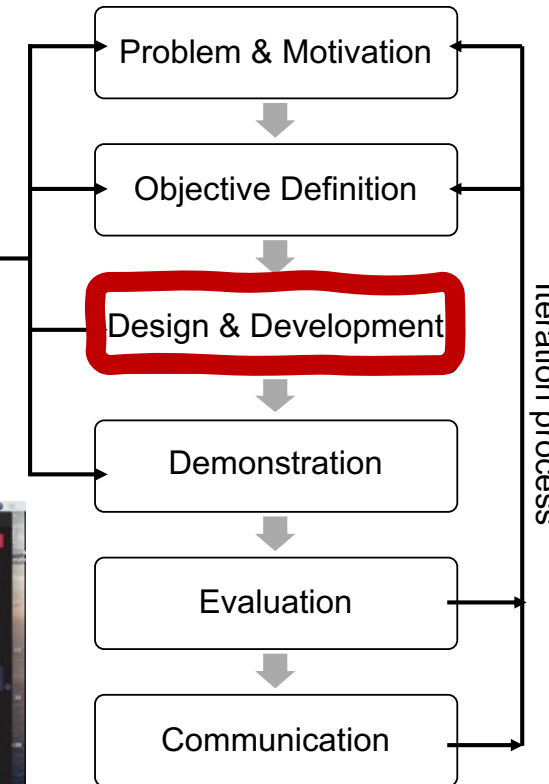 Problem & Motivation
Objective Definition
Design & Development
Demonstration
Evaluation
Communication
Iteration process